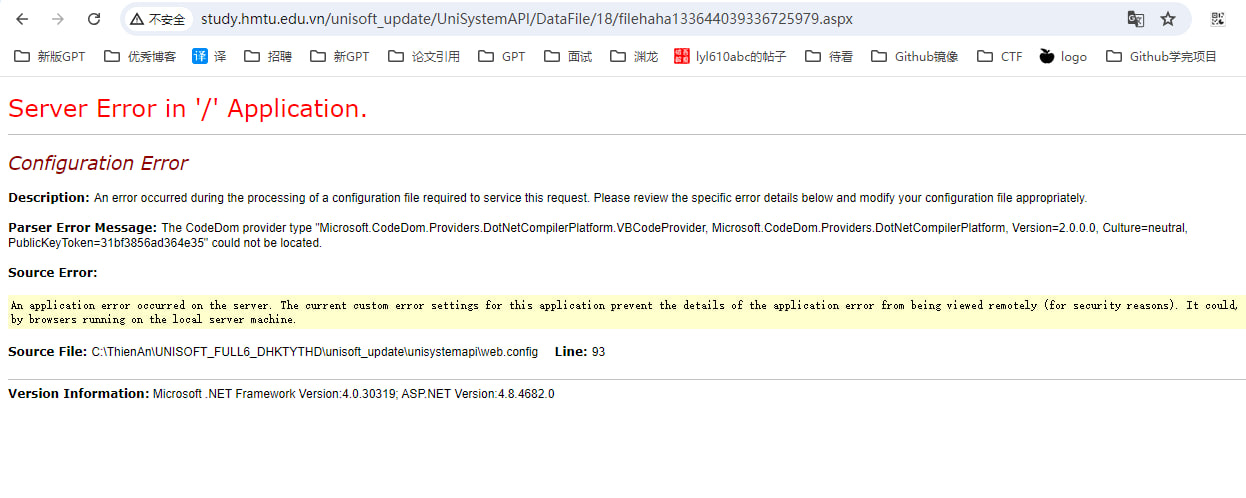 不安全 study.hmtu.edu.vn/unisoft_update/UniSystemAPI/DataFile/18/filehaha133644039336725979.aspx
新版GPT 优秀博客 译 译 招聘 新GPT 论文引用 GPT 面试 渊龙 lyl610abc的帖子 待看 Github镜像 CTF logo Github学完项目
Server Error in '/' Application.
Configuration Error
Description: An error occurred during the processing of a configuration file required to service this request. Please review the specific error details below and modify your configuration file appropriately.
Parser Error Message: The CodeDom provider type "Microsoft.CodeDom.Providers.DotNetCompilerPlatform.VBCodeProvider, Microsoft.CodeDom.Providers.DotNetCompilerPlatform, Version=2.0.0.0, Culture=neutral,
PublicKeyToken=31bf3856ad364e35" could not be located.
Source Error:
An application error occurred on the server. The current custom error settings for this application prevent the details of the application error from being viewed remotely (for security reasons). It could,
by browsers running on the local server machine.
Source File: C:\ThienAn\UNISOFT_FULL6_DHKTYTHD\unisoft_update\unisystemapi\web.config Line: 93
Version Information: Microsoft .NET Framework Version:4.0.30319; ASP.NET Version:4.8.4682.0